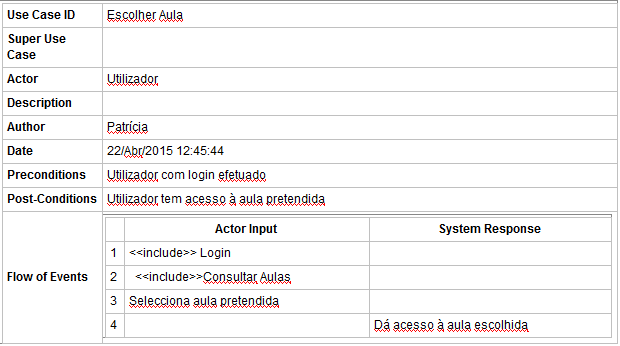 Use Case ID Escolher Aula
Super Use
Case
Actor Utilizador
Description
Author Patrícia
Date 22/Abr/2015 12:45:44
Preconditions Utilizador com login efetuado
Post-Conditions Utilizador tem acesso à aula pretendida
Flow of Events
Actor Input System Response
1 <<include>> Login
2 <<include>>Consultar Aulas
3 Selecciona aula pretendida
4 Dá acesso à aula escolhida